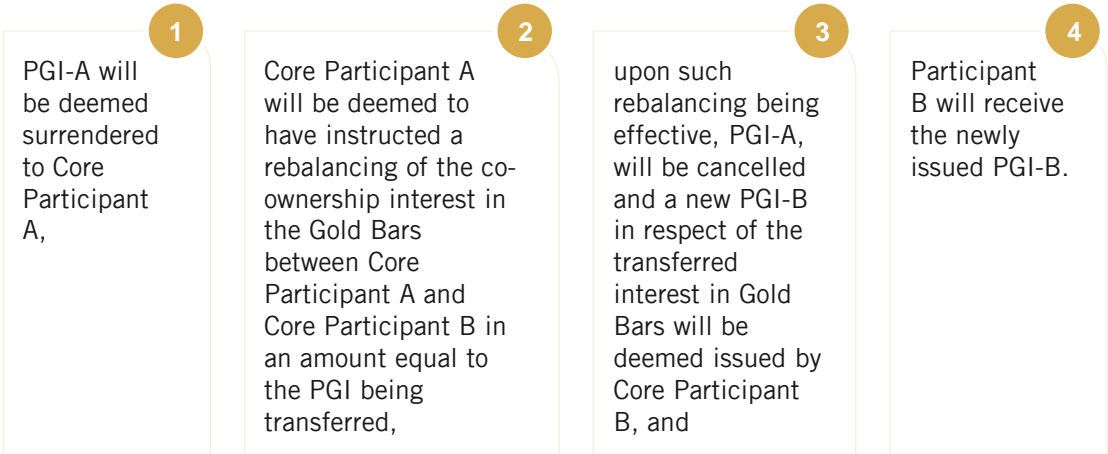 1
PGI-A will
be deemed
surrendered
to Core
Participant
A,
2
Core Participant A
will be deemed to
have instructed a
rebalancing of the co-
ownership interest in
the Gold Bars
between Core
Participant A and
Core Participant B in
an amount equal to
the PGI being
transferred,
3
upon such
rebalancing being
effective, PGI-A,
will be cancelled
and a new PGI-B
in respect of the
transferred
interest in Gold
Bars will be
deemed issued by
Core Participant
B, and
4
Participant
B will receive
the newly
issued PGI-B.